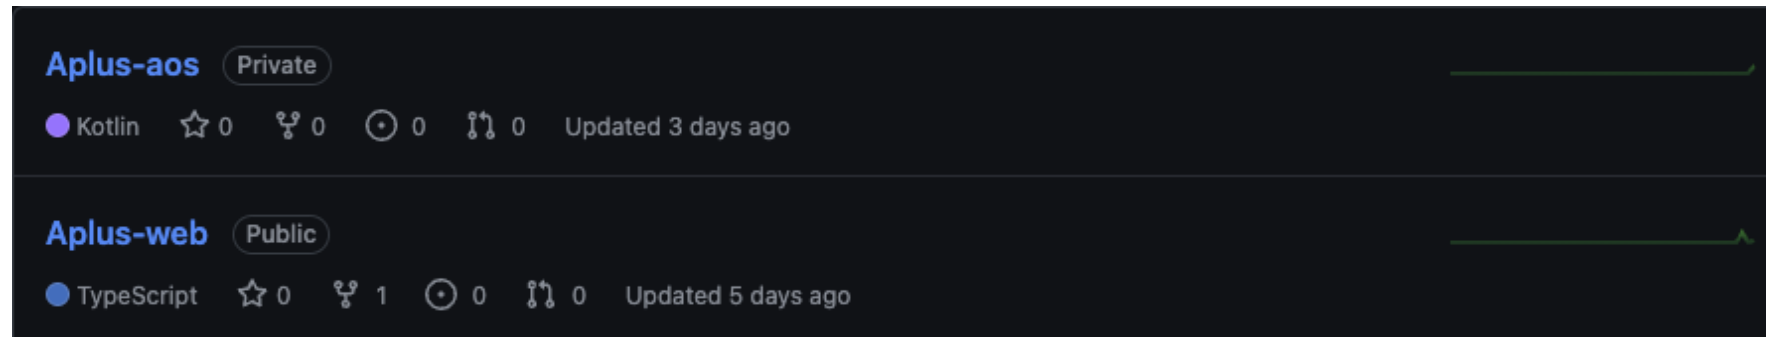 Aplus-aos Private
Kotlin 0 0 0 0 Updated 3 days ago
Aplus-web Public
TypeScript 0 1 0 0 Updated 5 days ago